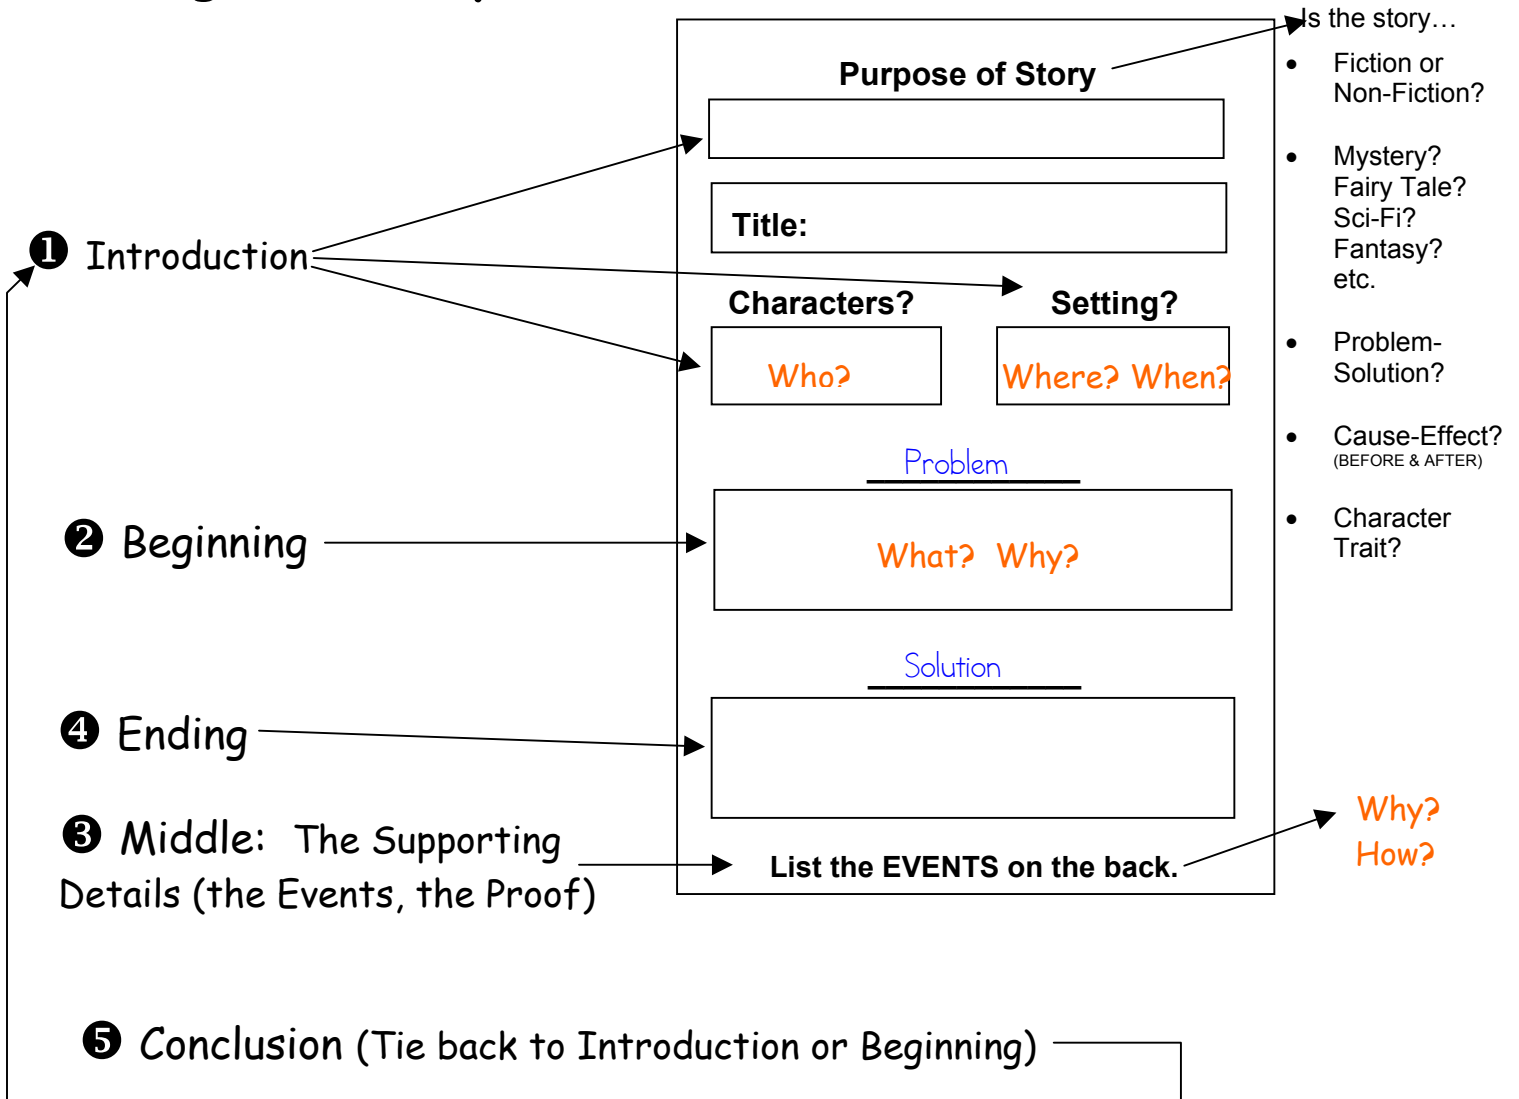 Is the story…
Purpose of Story
• Fiction or
Non-Fiction?
• Mystery?
Fairy Tale?
Sci-Fi?
Fantasy?
etc.
• Problem-
Solution?
• Cause-Effect?
(BEFORE & AFTER)
• Character
Trait?
Title:
❶ Introduction
Characters? Setting?
Who? Where? When?
Problem
❷ Beginning
What? Why?
Solution
❹ Ending
❸ Middle: The Supporting
Details (the Events, the Proof)
List the EVENTS on the back.
Why?
How?
❺ Conclusion (Tie back to Introduction or Beginning)